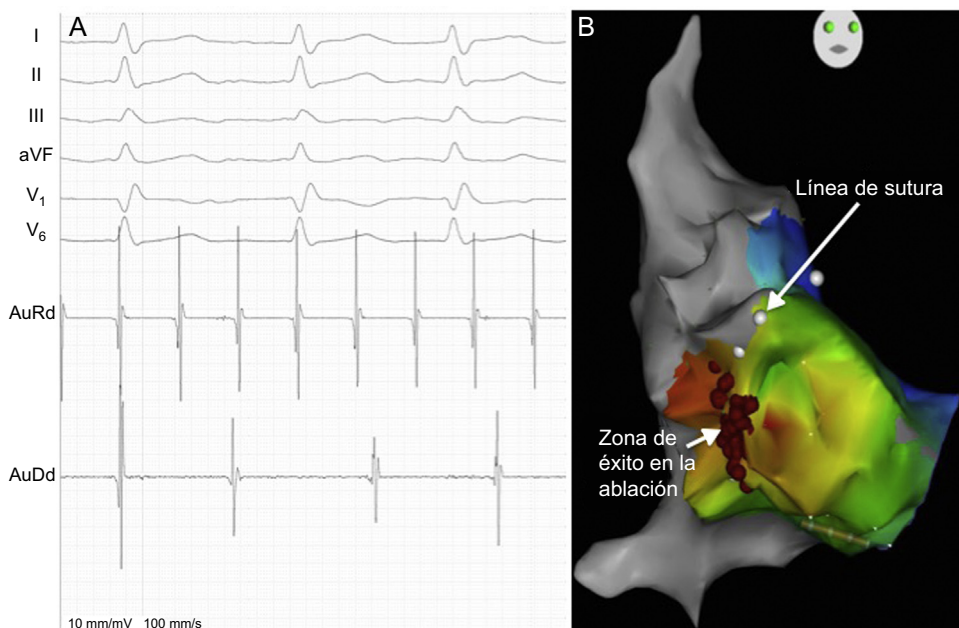 A
I
II
III
aVF
V1
V6
AuRd
AuDd
10 mm/mV 100 mm/s
B
Línea de sutura
Zona de
éxito en la
ablación